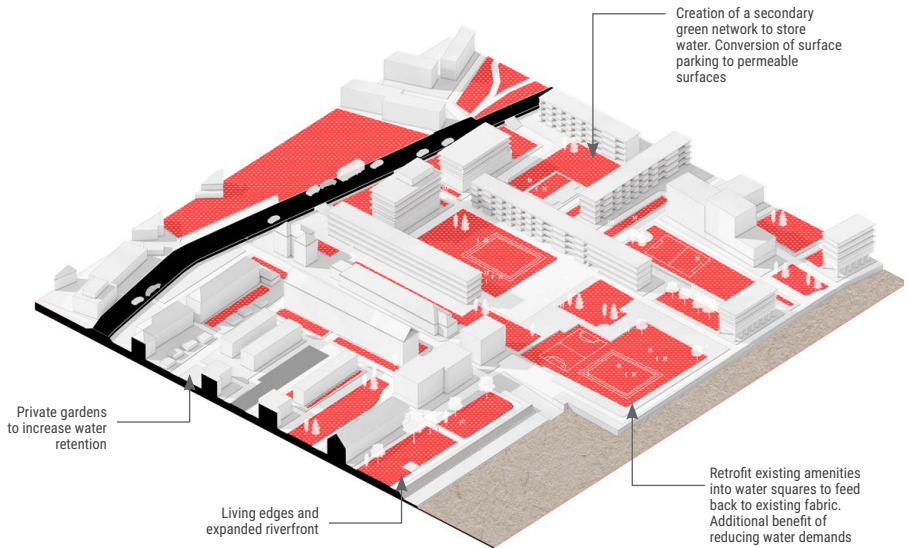 Creation of a secondary
green network to store
water. Conversion of surface
parking to permeable
surfaces
Private gardens
to increase water
retention
Living edges and
expanded riverfront
Retrofit existing amenities
into water squares to feed
back to existing fabric.
Additional benefit of
reducing water demands